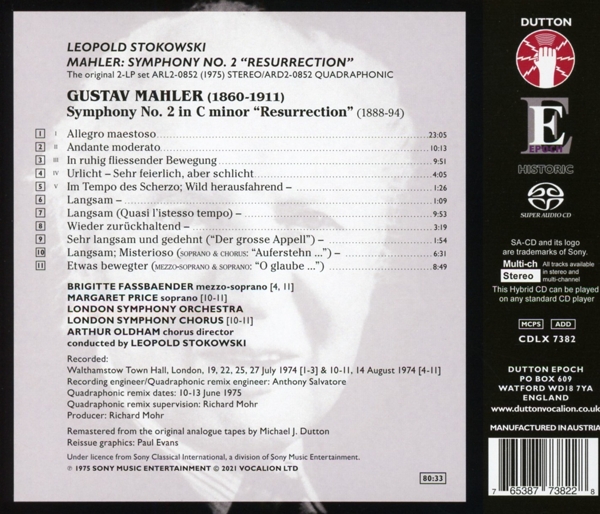 LEOPOLD STOKOWSKI
MAHLER: SYMPHONY NO. 2 "RESURRECTION"
The original 2-LP set ARL2-0852 (1975) STEREO/ARD2-0852 QUADRAPHONIC
GUSTAV MAHLER (1860-1911)
Symphony No. 2 in C minor "Resurrection" (1888-94)
1 I Allegro maestoso 23:05
2 II Andante moderato 10:13
3 III In ruhig fliessender Bewegung 9:51
4 IV Urlicht – Sehr feierlich, aber schlicht 4:05
5 V Im Tempo des Scherzo; Wild herausfahrend – 1:26
6 Langsam – 1:09
7 Langsam (Quasi l'istesso tempo) – 9:53
8 Wieder zurückhaltend – 3:19
9 Sehr langsam und gedehnt ("Der grosse Appell") – 1:54
10 Langsam; Misterioso (SOPRANO & CHORUS: "Auferstehn ...") – 6:31
11 Etwas bewegter (MEZZO-SOPRANO & SOPRANO: "O glaube ...") 8:49
BRIGITTE FASSBAENDER mezzo-soprano [4, 11]
MARGARET PRICE soprano [10-11]
LONDON SYMPHONY ORCHESTRA
LONDON SYMPHONY CHORUS [10-11]
ARTHUR OLDHAM chorus director
conducted by LEOPOLD STOKOWSKI
Recorded:
Walthamstow Town Hall, London, 19, 22, 25, 27 July 1974 [1-3] & 10-11, 14 August 1974 [4-11]
Recording engineer/Quadraphonic remix engineer: Anthony Salvatore
Quadraphonic remix dates: 10-13 June 1975
Quadraphonic remix supervision: Richard Mohr
Producer: Richard Mohr
Remastered from the original analogue tapes by Michael J. Dutton
Reissue graphics: Paul Evans
Under licence from Sony Classical International, a division of Sony Music Entertainment.
℗ 1975 SONY MUSIC ENTERTAINMENT © 2021 VOCALION LTD
80:33
DUTTON
E
EPOCH
HISTORIC
SUPER AUDIO CD
SA-CD and its logo
are trademarks of Sony.
Multi-ch
Stereo
All tracks available
in stereo and
multi-channel
This Hybrid CD can be played
on any standard CD player
MCPS ADD
CDLX 7382
DUTTON EPOCH
PO BOX 609
WATFORD WD18 7YA
ENGLAND
www.duttonvocalion.co.uk
MANUFACTURED IN AUSTRIA
7 65387 73822 8